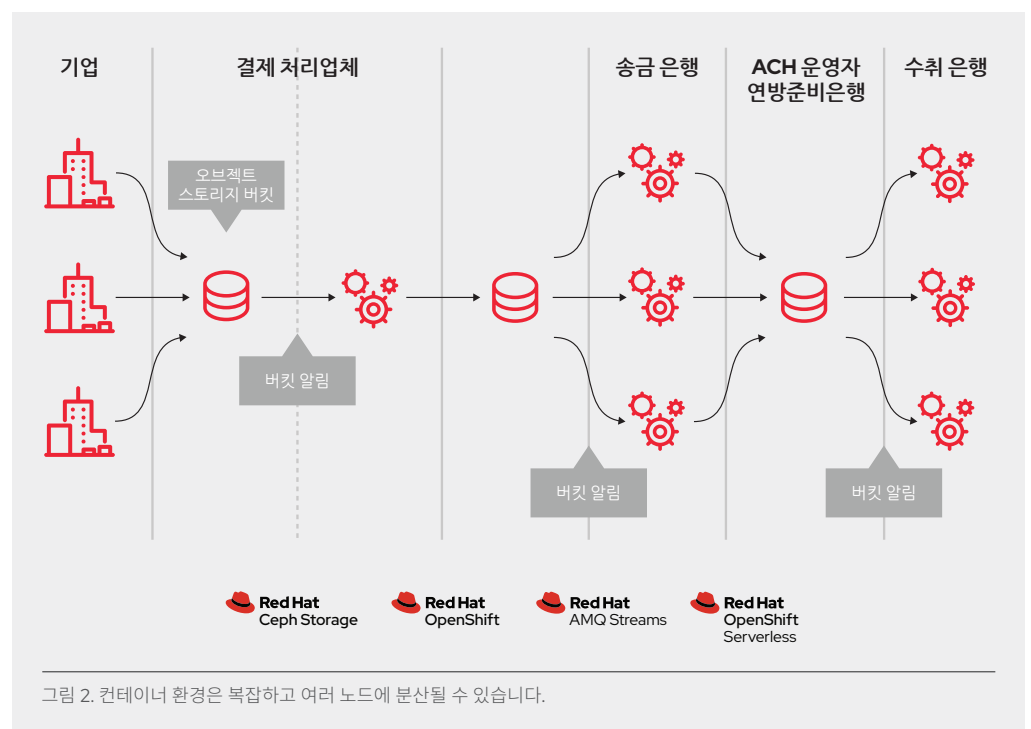 기업
결제 처리업체
송금 은행
ACH 운영자
연방준비은행
수취 은행
오브젝트
스토리지 버킷
버킷 알림
버킷 알림
버킷 알림
Red Hat
Ceph Storage
Red Hat
OpenShift
Red Hat
AMQ Streams
Red Hat
OpenShift
Serverless
그림 2. 컨테이너 환경은 복잡하고 여러 노드에 분산될 수 있습니다.